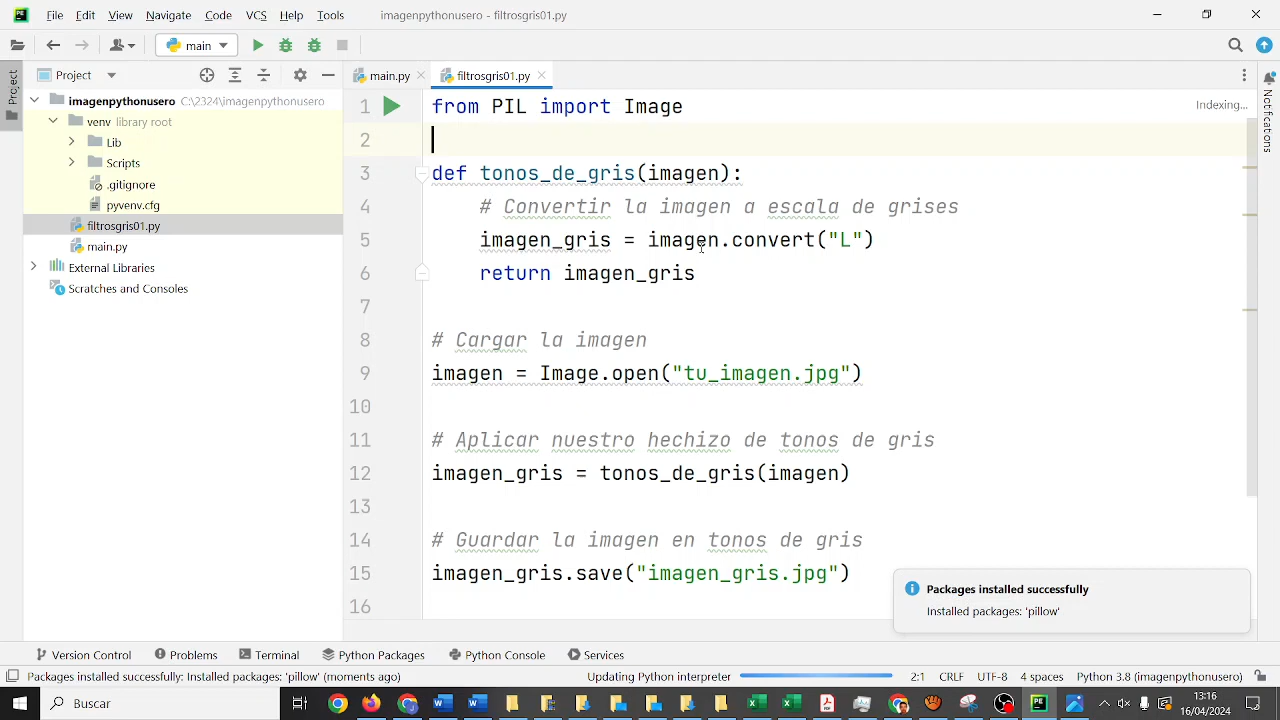 PE File Edit View Navigate Code VCS Help Tools imagenpythonusero - filtrosgris01.py
main
Project main.py filtrosgris01.py
imagenpythonusero C:\2324\imagenpythonusero
venv library root
Lib
Scripts
.gitignore
pyvenv.cfg
filtrosgris01.py
main.py
External Libraries
Scratches and Consoles
Project
Indexing...
Notifications
1 from PIL import Image
2
3 def tonos_de_gris(imagen):
4 # Convertir la imagen a escala de grises
5 imagen_gris = imagen.convert("L")
6 return imagen_gris
7
8 # Cargar la imagen
9 imagen = Image.open("tu_imagen.jpg")
10
11 # Aplicar nuestro hechizo de tonos de gris
12 imagen_gris = tonos_de_gris(imagen)
13
14 # Guardar la imagen en tonos de gris
15 imagen_gris.save("imagen_gris.jpg")
16
Packages installed successfully
Installed packages: 'pillow'
Version Control Problems Terminal Python Packages Python Console Services
Packages installed successfully: Installed packages: 'pillow' (moments ago) Updating Python interpreter 2:1 CRLF UTF-8 4 spaces Python 3.8 (imagenpythonusero)
Buscar
13:16
16/04/2024